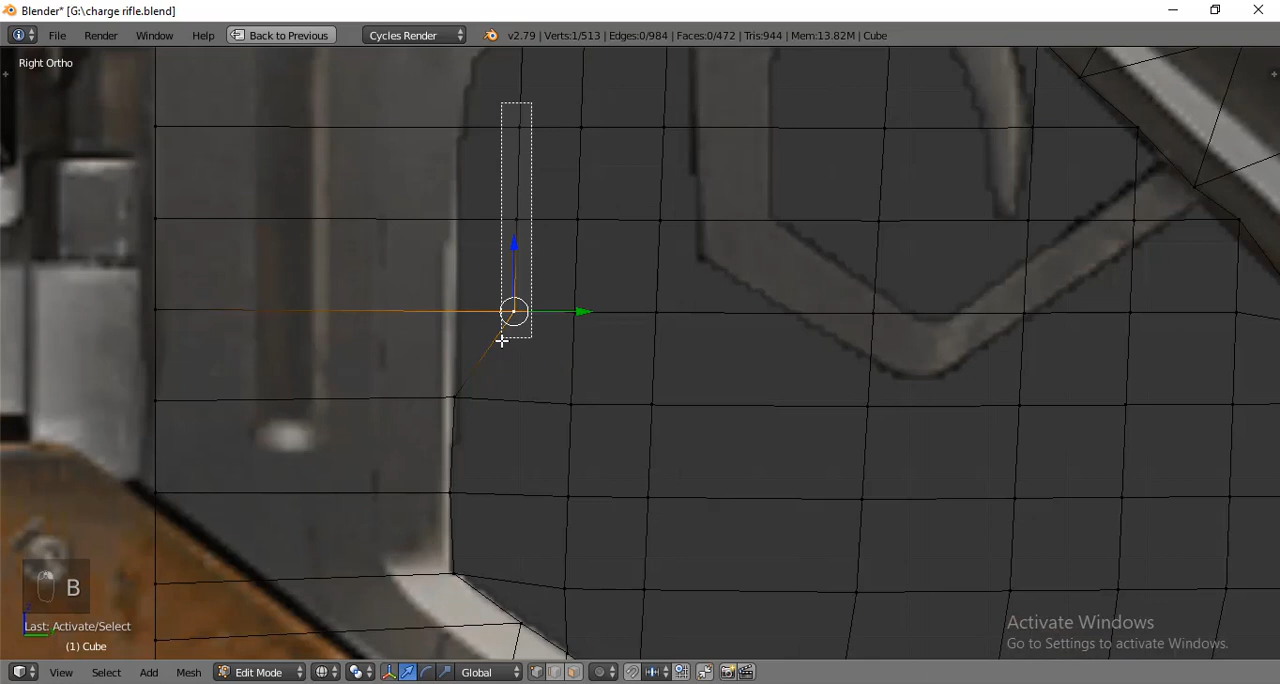 Blender* [G:\charge rifle.blend]
File Render Window Help Back to Previous Cycles Render v2.79 | Verts:1/513 | Edges:0/984 | Faces:0/472 | Tris:944 | Mem:13.82M | Cube
Right Ortho
B
Last: Activate/Select
(1) Cube
Activate Windows
Go to Settings to activate Windows.
View Select Add Mesh Edit Mode Global